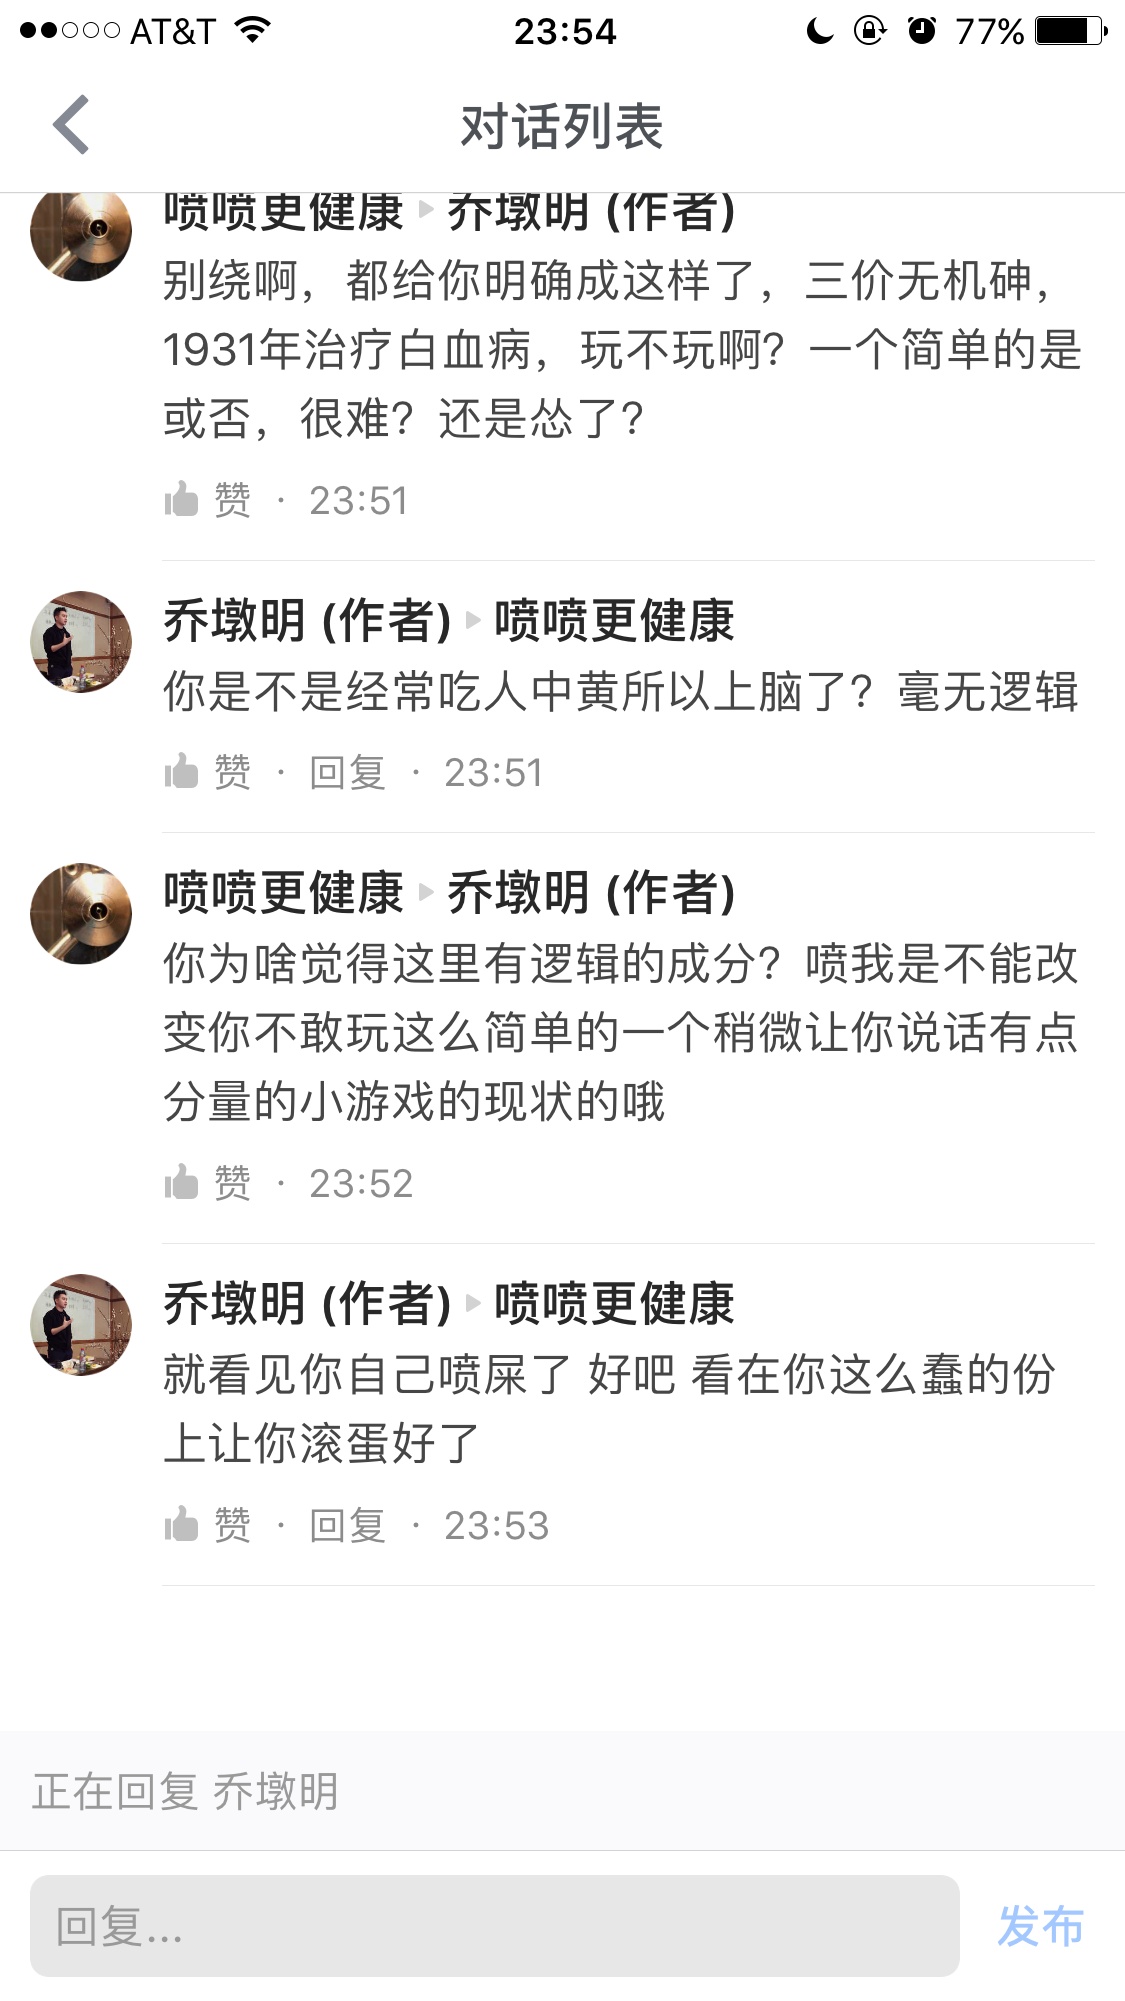 AT&T 23:54 77%
对话列表
喷喷更健康 ▸ 乔墩明 (作者)
别绕啊，都给你明确成这样了，三价无机砷，
1931年治疗白血病，玩不玩啊？一个简单的是
或否，很难？还是怂了？
赞 · 23:51
乔墩明 (作者) ▸ 喷喷更健康
你是不是经常吃人中黄所以上脑了？毫无逻辑
赞 · 回复 · 23:51
喷喷更健康 ▸ 乔墩明 (作者)
你为啥觉得这里有逻辑的成分？喷我是不能改
变你不敢玩这么简单的一个稍微让你说话有点
分量的小游戏的现状的哦
赞 · 23:52
乔墩明 (作者) ▸ 喷喷更健康
就看见你自己喷屎了 好吧 看在你这么蠢的份
上让你滚蛋好了
赞 · 回复 · 23:53
正在回复 乔墩明
回复...
发布